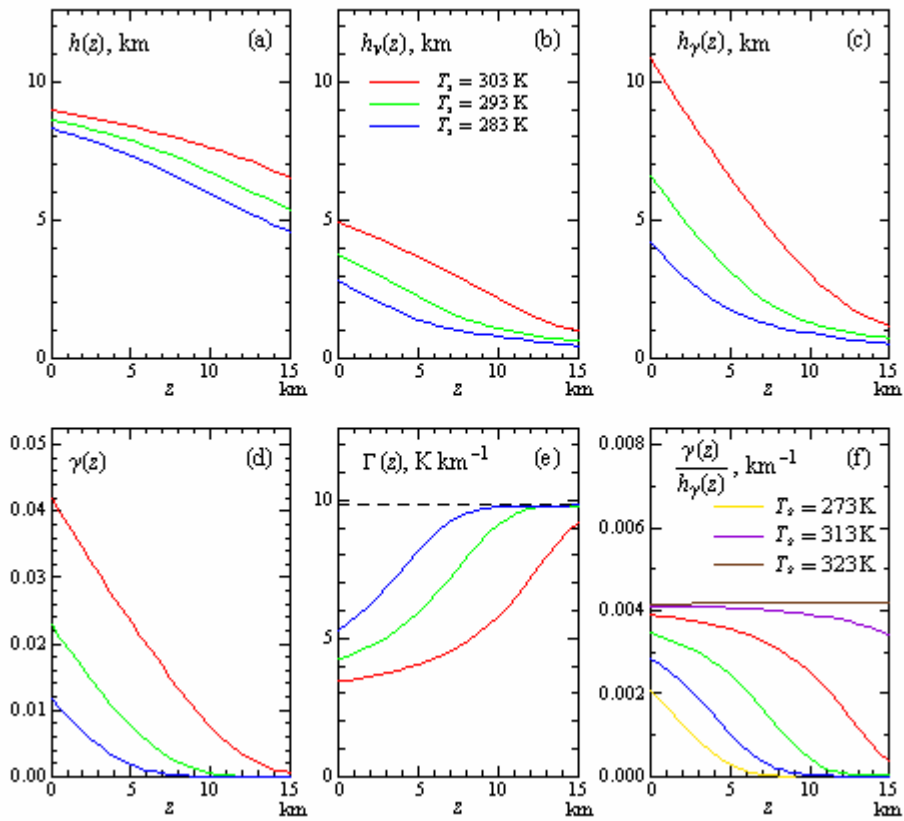 h(z), km (a)
h_v(z), km (b)
h_γ(z), km (c)
T_s = 303 K
T_s = 293 K
T_s = 283 K
10
5
0
0 5 10 15
z km
0 5 10 15
z km
10
5
0
0 5 10 15
z km
γ(z) (d)
Γ(z), K km⁻¹ (e)
γ(z)/h_γ(z), km⁻¹ (f)
T_s = 273K
T_s = 313K
T_s = 323K
0.05
0.04
0.03
0.02
0.01
0.00
0 5 10 15
z km
10
5
0 5 10 15
z km
0.008
0.006
0.004
0.002
0.000
0 5 10 15
z km